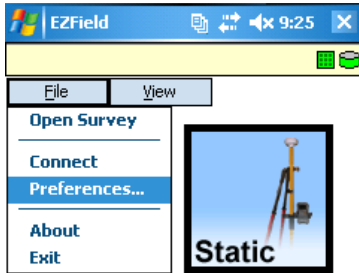 EZField 9:25
File View
Open Survey
Connect
Preferences...
About
Exit
Static